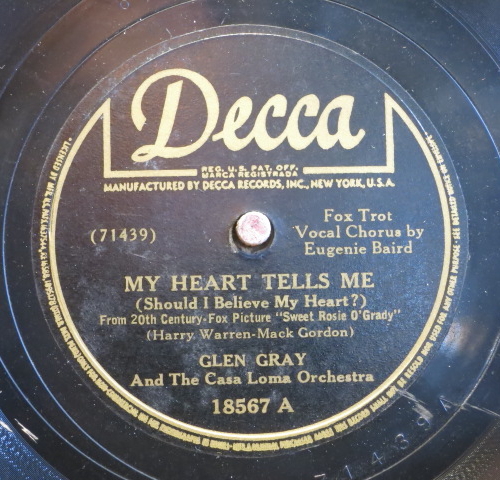 Decca
REG. U.S. PAT. OFF.
MARCA REGISTRADA
MANUFACTURED BY DECCA RECORDS, INC., NEW YORK, U.S.A.
(71439)
Fox Trot
Vocal Chorus by
Eugenie Baird
MY HEART TELLS ME
(Should I Believe My Heart?)
From 20th Century-Fox Picture "Sweet Rosie O'Grady"
(Harry Warren-Mack Gordon)
GLEN GRAY
And The Casa Loma Orchestra
18567 A
71439A